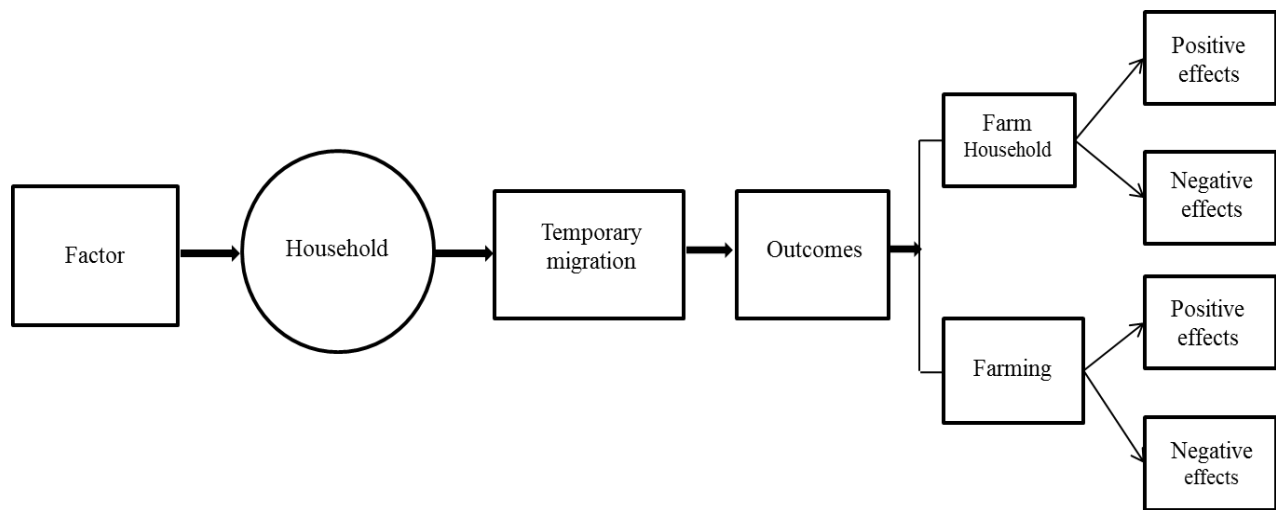 Factor
Household
Temporary
migration
Outcomes
Farm
Household
Positive
effects
Negative
effects
Farming
Positive
effects
Negative
effects